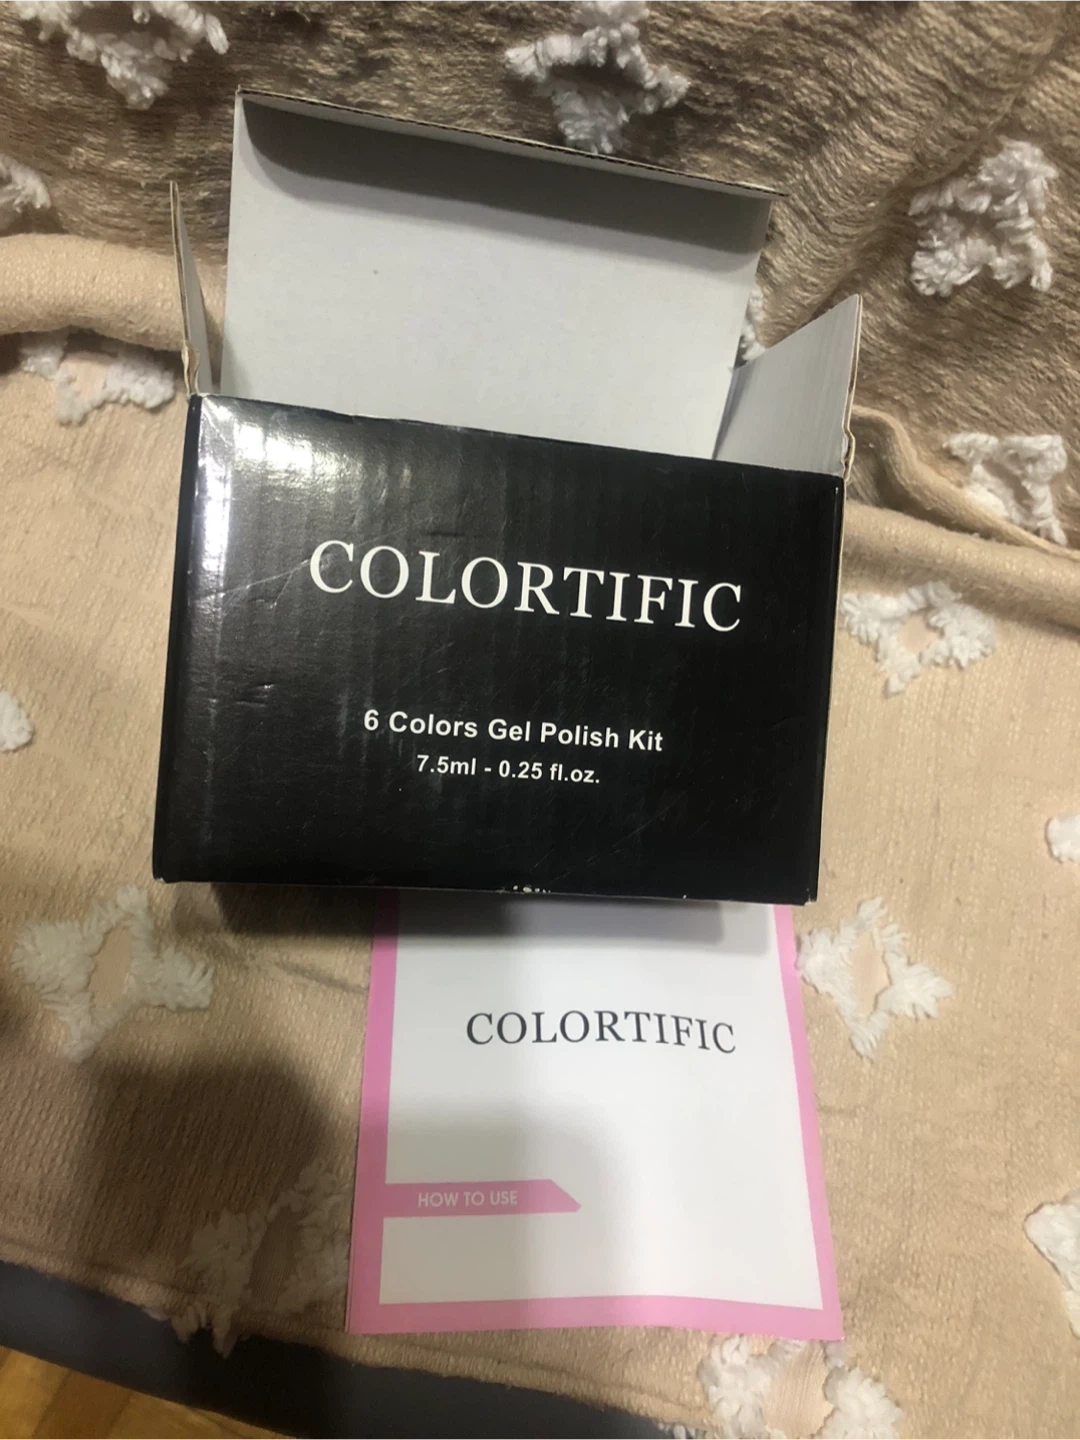 COLORTIFIC
6 Colors Gel Polish Kit
7.5ml - 0.25 fl.oz.
COLORTIFIC
HOW TO USE